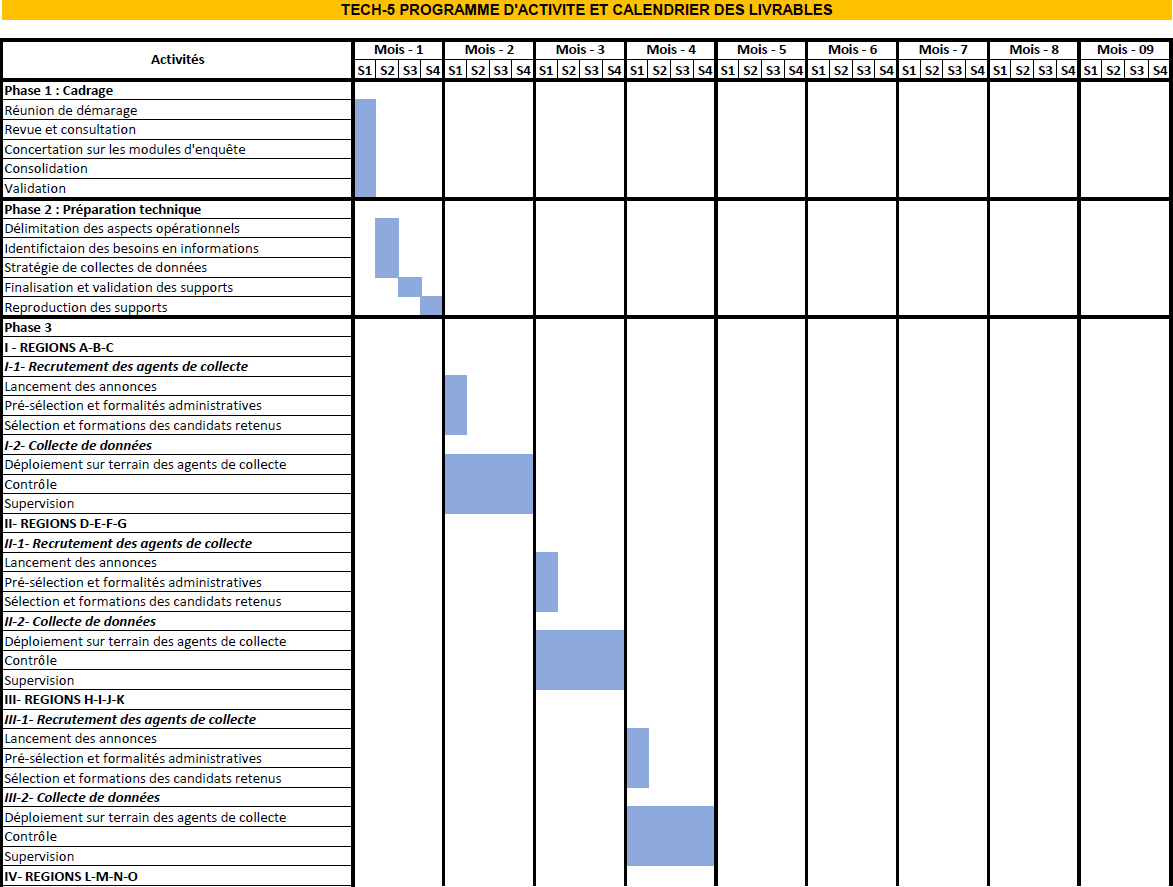 TECH-5 PROGRAMME D'ACTIVITE ET CALENDRIER DES LIVRABLES
Activités
Mois - 1 Mois - 2 Mois - 3 Mois - 4 Mois - 5 Mois - 6 Mois - 7 Mois - 8 Mois - 09
S1 S2 S3 S4 S1 S2 S3 S4 S1 S2 S3 S4 S1 S2 S3 S4 S1 S2 S3 S4 S1 S2 S3 S4 S1 S2 S3 S4 S1 S2 S3 S4 S1 S2 S3 S4
Phase 1 : Cadrage
Réunion de démarage
Revue et consultation
Concertation sur les modules d'enquête
Consolidation
Validation
Phase 2 : Préparation technique
Délimitation des aspects opérationnels
Identifictaion des besoins en informations
Stratégie de collectes de données
Finalisation et validation des supports
Reproduction des supports
Phase 3
I - REGIONS A-B-C
I-1- Recrutement des agents de collecte
Lancement des annonces
Pré-sélection et formalités administratives
Sélection et formations des candidats retenus
I-2- Collecte de données
Déploiement sur terrain des agents de collecte
Contrôle
Supervision
II- REGIONS D-E-F-G
II-1- Recrutement des agents de collecte
Lancement des annonces
Pré-sélection et formalités administratives
Sélection et formations des candidats retenus
II-2- Collecte de données
Déploiement sur terrain des agents de collecte
Contrôle
Supervision
III- REGIONS H-I-J-K
III-1- Recrutement des agents de collecte
Lancement des annonces
Pré-sélection et formalités administratives
Sélection et formations des candidats retenus
III-2- Collecte de données
Déploiement sur terrain des agents de collecte
Contrôle
Supervision
IV- REGIONS L-M-N-O